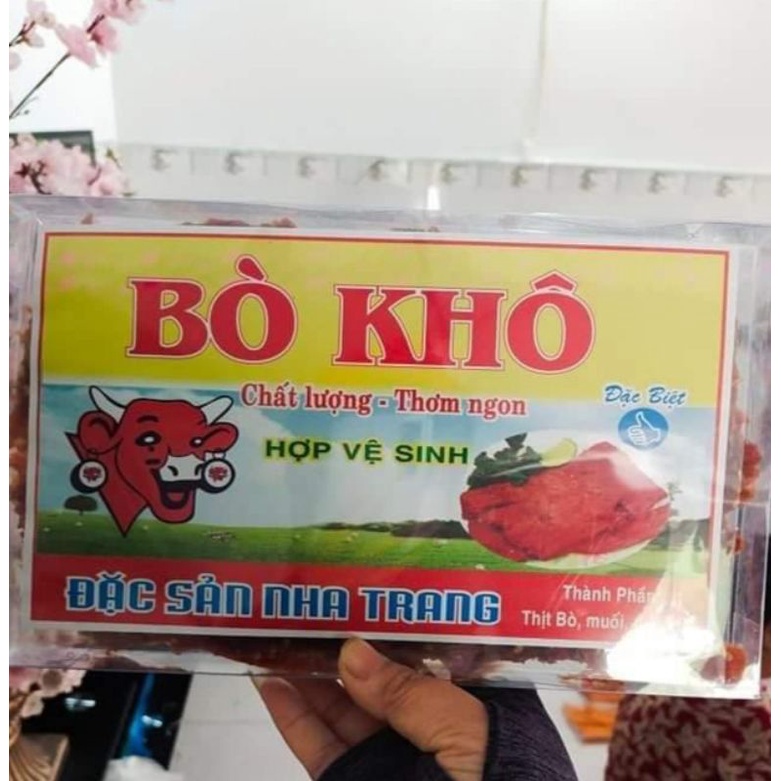 BÒ KHÔ
Chất lượng - Thơm ngon
Đặc Biệt
HỢP VỆ SINH
ĐẶC SẢN NHA TRANG
Thành Phần
Thịt Bò, muối,